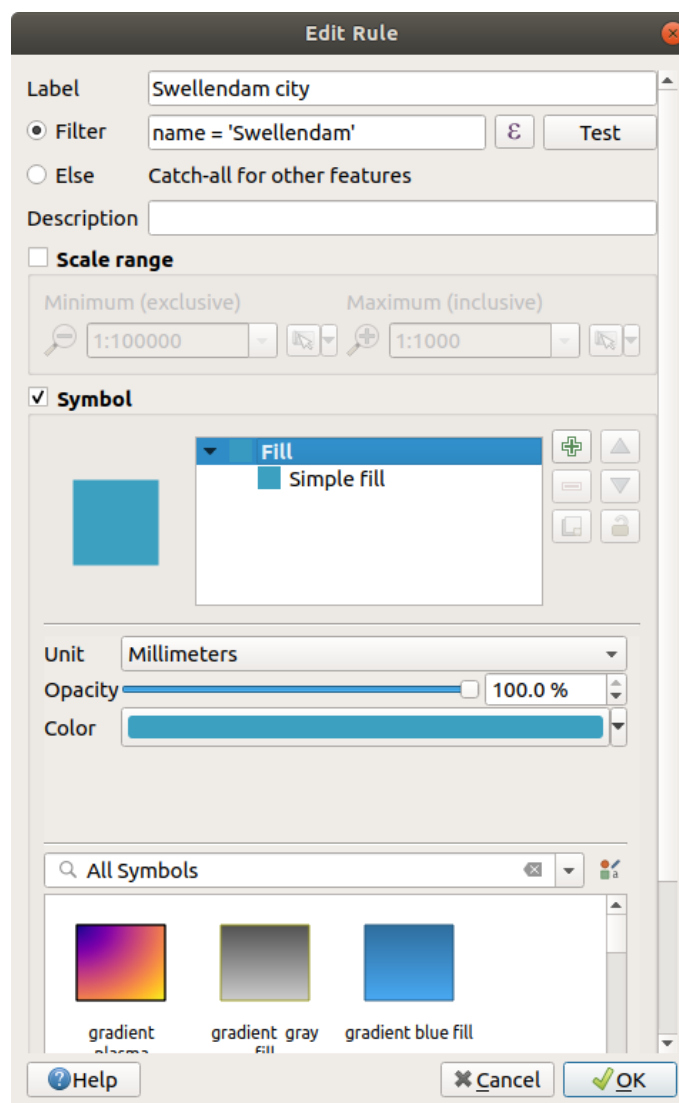 Edit Rule
Label Swellendam city
Filter name = 'Swellendam' ε Test
Else Catch-all for other features
Description
Scale range
Minimum (exclusive) Maximum (inclusive)
1:100000 1:1000
Symbol
Fill
Simple fill
Unit Millimeters
Opacity 100.0 %
Color
All Symbols
gradient gray gradient blue fill
gradient plasma fill
Help Cancel OK